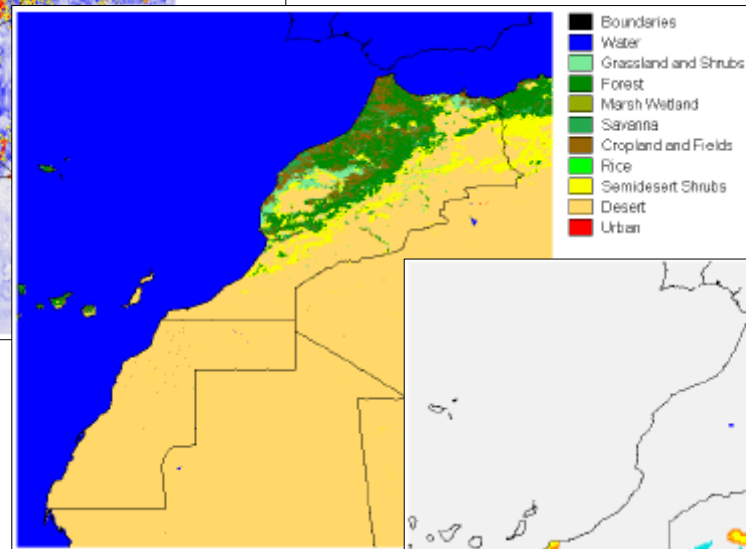 Boundaries
Water
Grassland and Shrubs
Forest
Marsh Wetland
Savanna
Cropland and Fields
Rice
Semidesert Shrubs
Desert
Urban